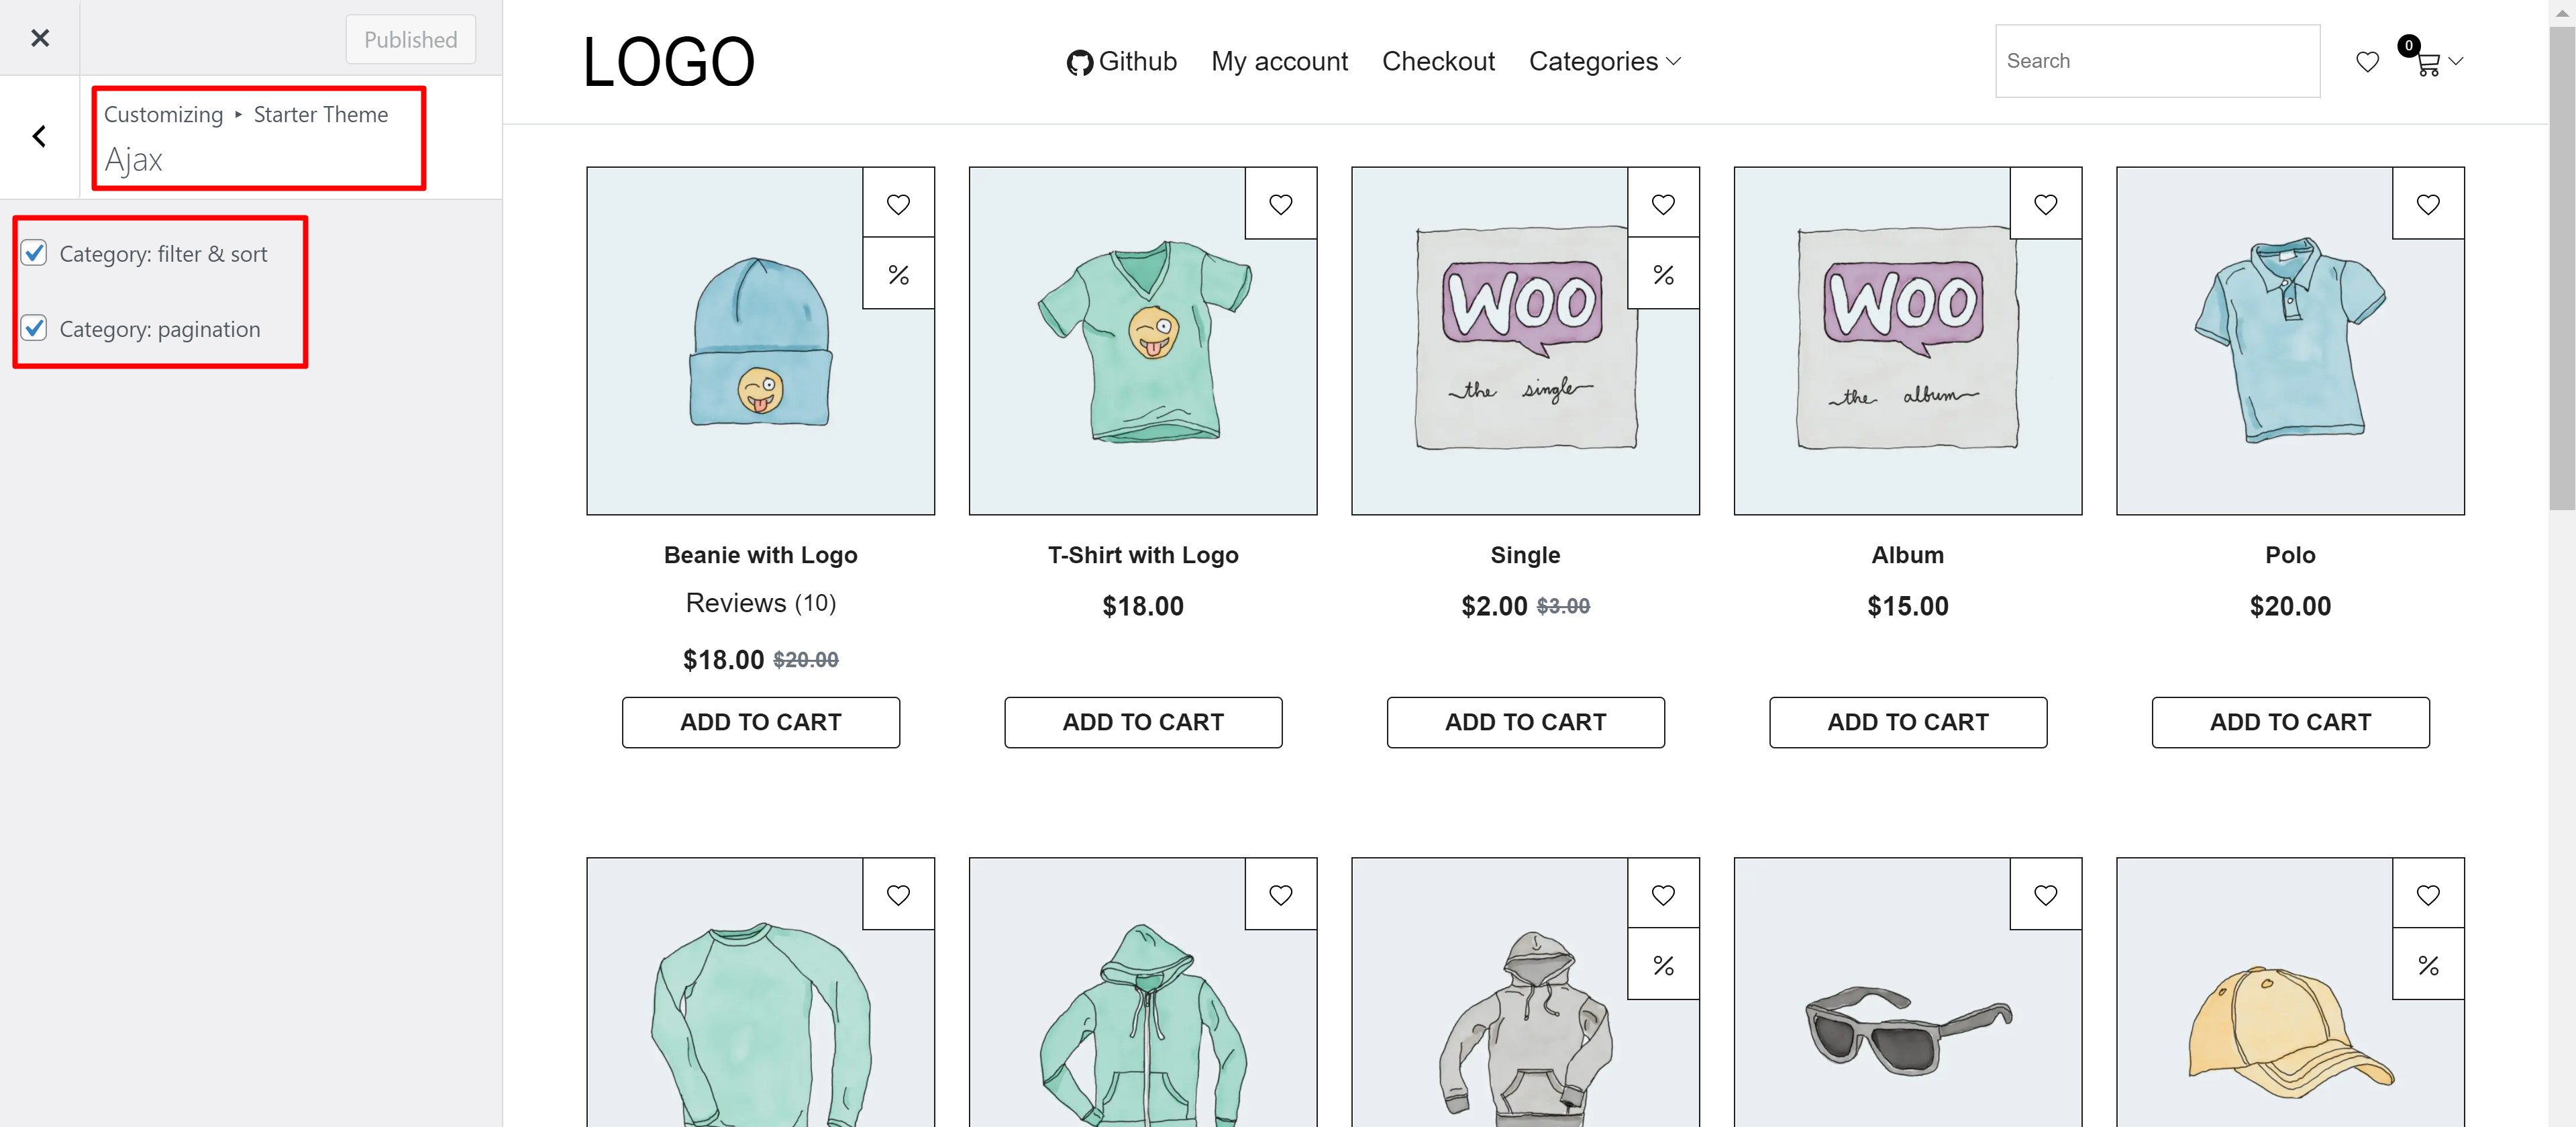 Published
Customizing ▸ Starter Theme
Ajax
Category: filter & sort
Category: pagination
LOGO
Github My account Checkout Categories
Search
0
% %
WOO WOO
the single the album
Beanie with Logo T-Shirt with Logo Single Album Polo
Reviews (10)
$18.00 $2.00 $3.00 $15.00 $20.00
$18.00 $20.00
ADD TO CART ADD TO CART ADD TO CART ADD TO CART ADD TO CART
% %